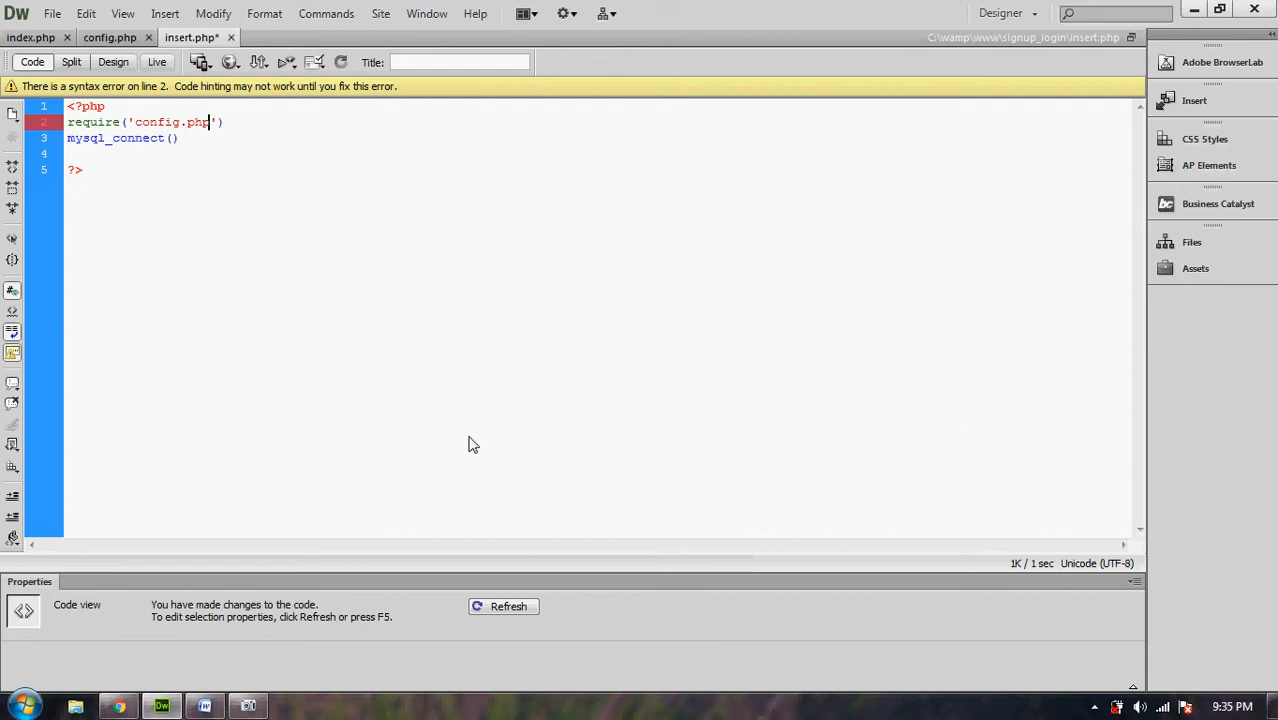 Dw File Edit View Insert Modify Format Commands Site Window Help Designer
index.php × config.php × insert.php* × C:\wamp\www\signup_login\insert.php
Code Split Design Live Title:
There is a syntax error on line 2. Code hinting may not work until you fix this error.
1 <?php
2 require('config.php')
3 mysql_connect()
4
5 ?>
Adobe BrowserLab
Insert
CSS Styles
AP Elements
bc Business Catalyst
Files
Assets
1K / 1 sec Unicode (UTF-8)
Properties
Code view You have made changes to the code. Refresh
To edit selection properties, click Refresh or press F5.
Dw W 9:35 PM